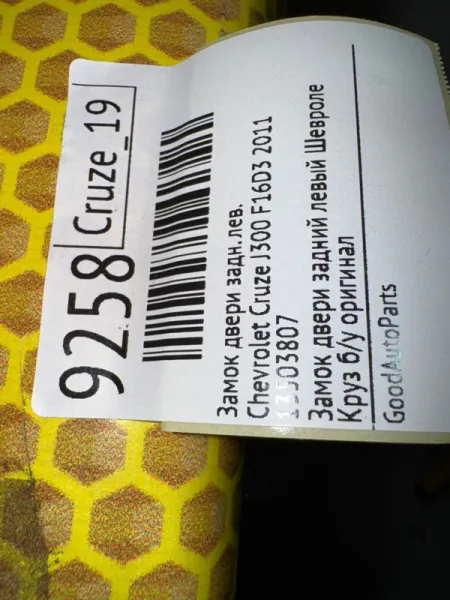 9258 Cruze_19
Замок двери задн.лев.
Chevrolet Cruze J300 F16D3 2011
13503807
Замок двери задний левый Шевроле
Круз б/у оригинал
GoodAutoParts